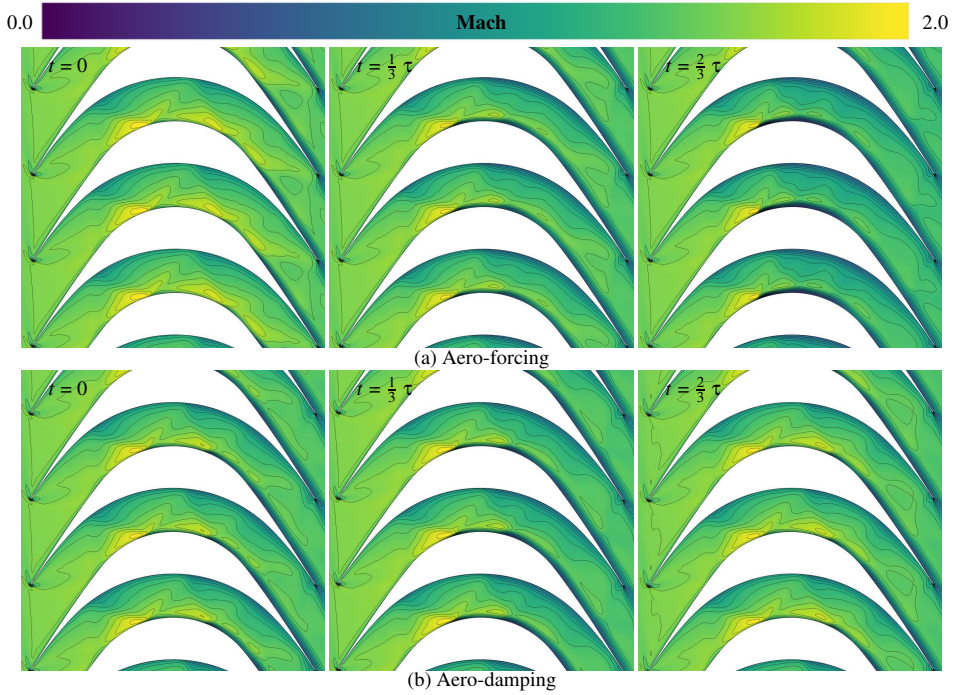 0.0 Mach 2.0
t = 0 t = 1/3 τ t = 2/3 τ
(a) Aero-forcing
t = 0 t = 1/3 τ t = 2/3 τ
(b) Aero-damping